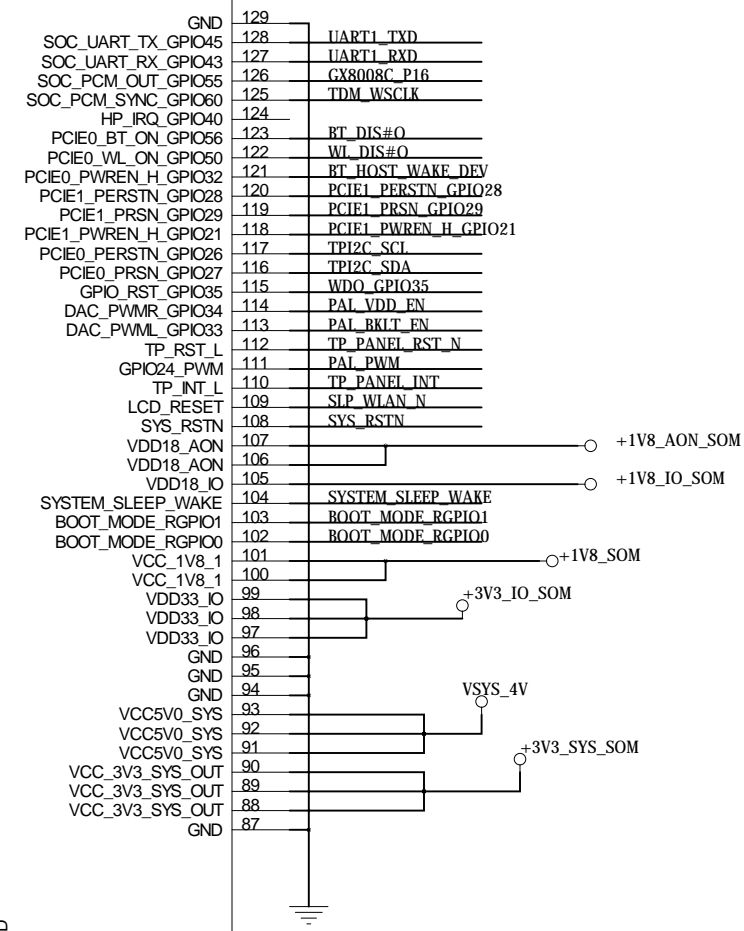 GND 129
SOC_UART_TX_GPIO45 128 UART1_TXD
SOC_UART_RX_GPIO43 127 UART1_RXD
SOC_PCM_OUT_GPIO55 126 GX8008C_P16
SOC_PCM_SYNC_GPIO60 125 TDM_WSCLK
HP_IRQ_GPIO40 124
PCIE0_BT_ON_GPIO56 123 BT_DIS#0
PCIE0_WL_ON_GPIO50 122 WL_DIS#0
PCIE0_PWREN_H_GPIO32 121 BT_HOST_WAKE_DEV
PCIE1_PERSTN_GPIO28 120 PCIE1_PERSTN_GPIO28
PCIE1_PRSN_GPIO29 119 PCIE1_PRSN_GPIO29
PCIE1_PWREN_H_GPIO21 118 PCIE1_PWREN_H_GPIO21
PCIE0_PERSTN_GPIO26 117 TPI2C_SCL
PCIE0_PRSN_GPIO27 116 TPI2C_SDA
GPIO_RST_GPIO35 115 WDO_GPIO35
DAC_PWMR_GPIO34 114 PAL_VDD_EN
DAC_PWML_GPIO33 113 PAL_BKLT_EN
TP_RST_L 112 TP_PANEL_RST_N
GPIO24_PWM 111 PAL_PWM
TP_INT_L 110 TP_PANEL_INT
LCD_RESET 109 SLP_WLAN_N
SYS_RSTN 108 SYS_RSTN
VDD18_AON 107 +1V8_AON_SOM
VDD18_AON 106
VDD18_IO 105 +1V8_IO_SOM
SYSTEM_SLEEP_WAKE 104 SYSTEM_SLEEP_WAKE
BOOT_MODE_RGPIO1 103 BOOT_MODE_RGPIO1
BOOT_MODE_RGPIO0 102 BOOT_MODE_RGPIO0
VCC_1V8_1 101 +1V8_SOM
VCC_1V8_1 100
VDD33_IO 99 +3V3_IO_SOM
VDD33_IO 98
VDD33_IO 97
GND 96
GND 95
GND 94
VCC5V0_SYS 93 VSYS_4V
VCC5V0_SYS 92
VCC5V0_SYS 91
VCC_3V3_SYS_OUT 90 +3V3_SYS_SOM
VCC_3V3_SYS_OUT 89
VCC_3V3_SYS_OUT 88
GND 87